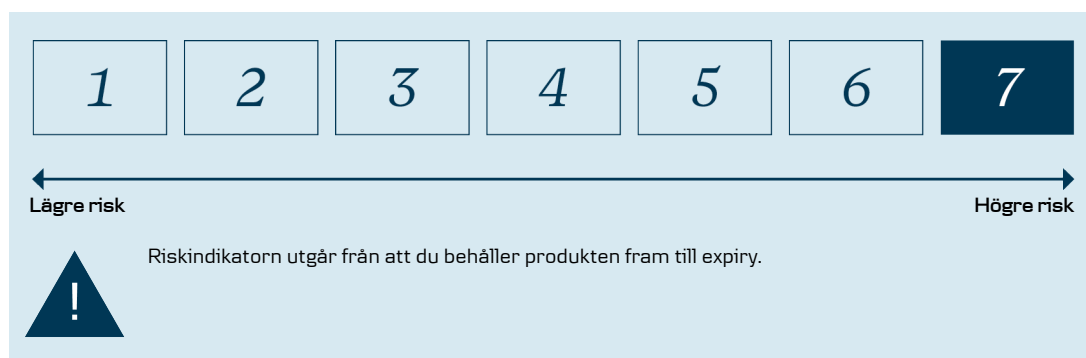 1 2 3 4 5 6 7
Lägre risk Högre risk
Riskindikatorn utgår från att du behåller produkten fram till expiry.
!